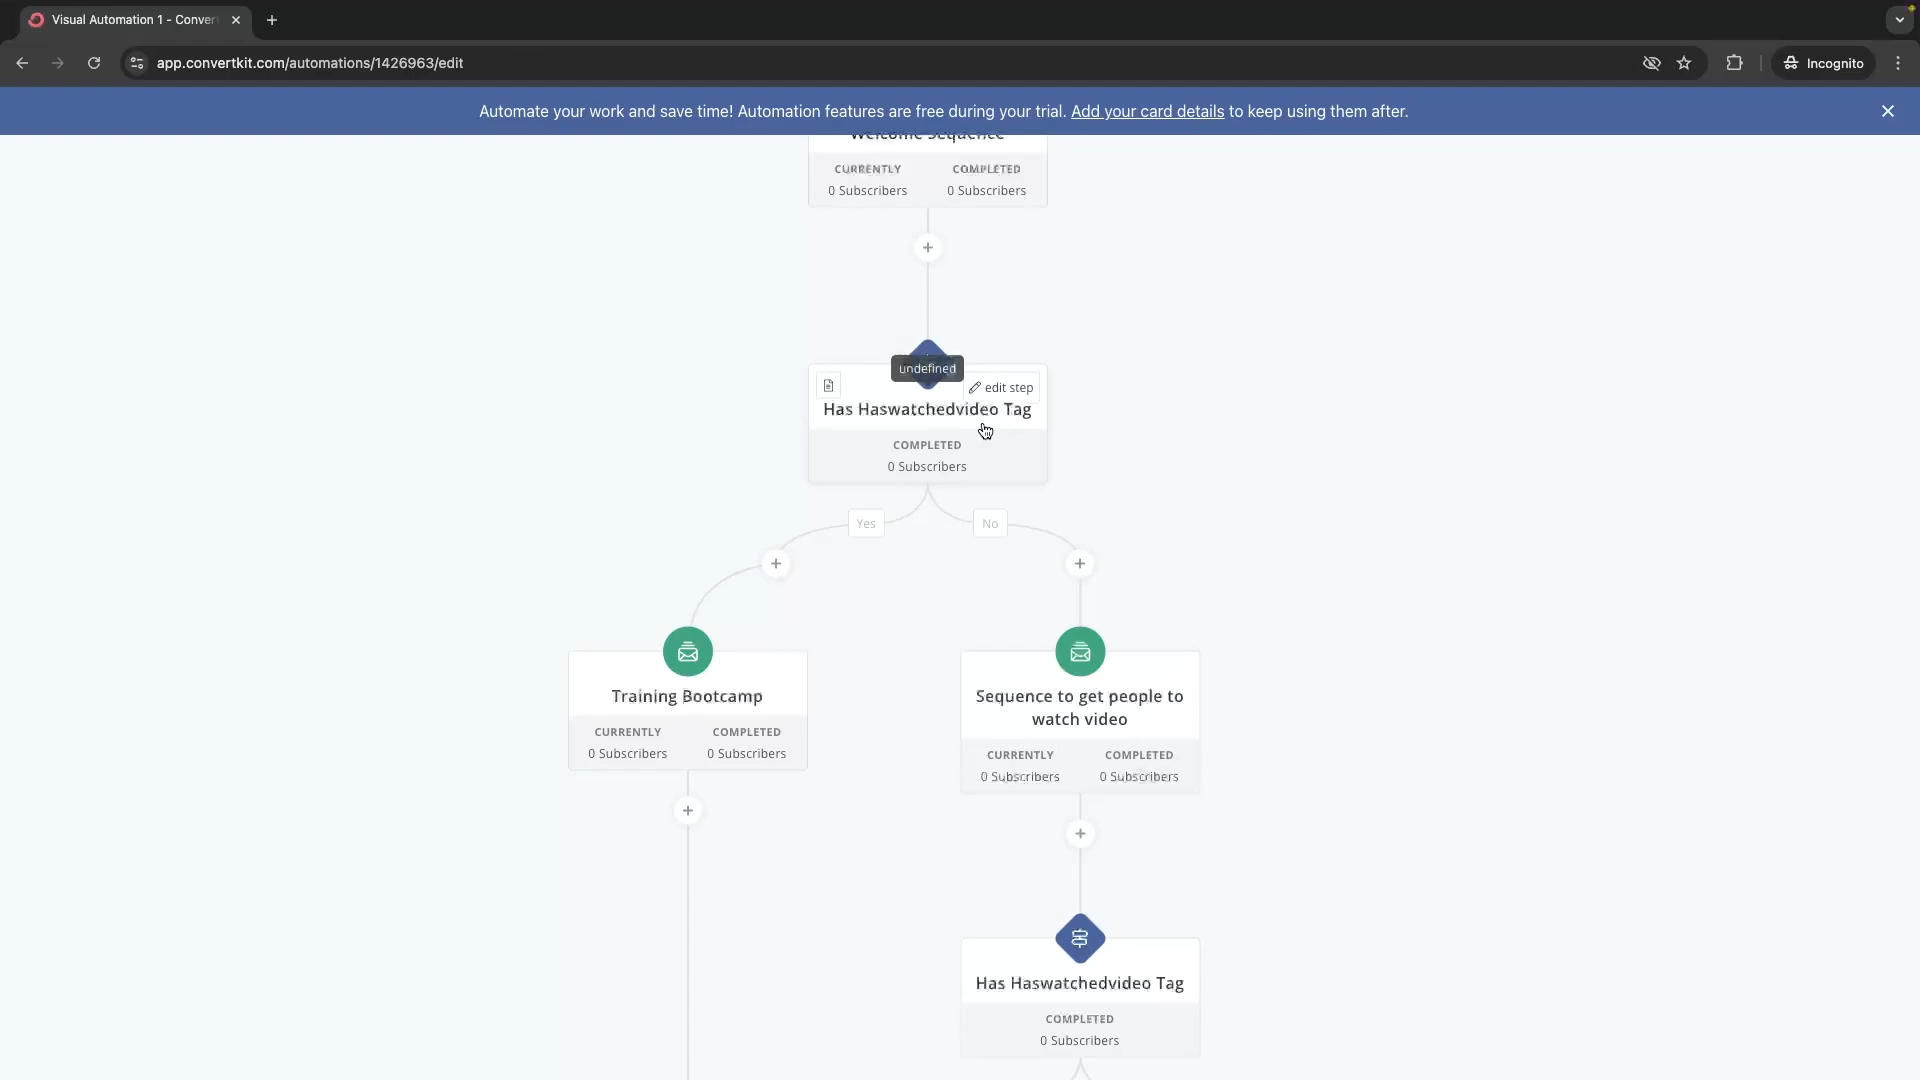 Visual Automation 1 - Conver
app.convertkit.com/automations/1426963/edit
Incognito
Automate your work and save time! Automation features are free during your trial. Add your card details to keep using them after.
Welcome Sequence
CURRENTLY COMPLETED
0 Subscribers 0 Subscribers
undefined
edit step
Has Haswatchedvideo Tag
COMPLETED
0 Subscribers
Yes No
Training Bootcamp
CURRENTLY COMPLETED
0 Subscribers 0 Subscribers
Sequence to get people to
watch video
CURRENTLY COMPLETED
0 Subscribers 0 Subscribers
Has Haswatchedvideo Tag
COMPLETED
0 Subscribers